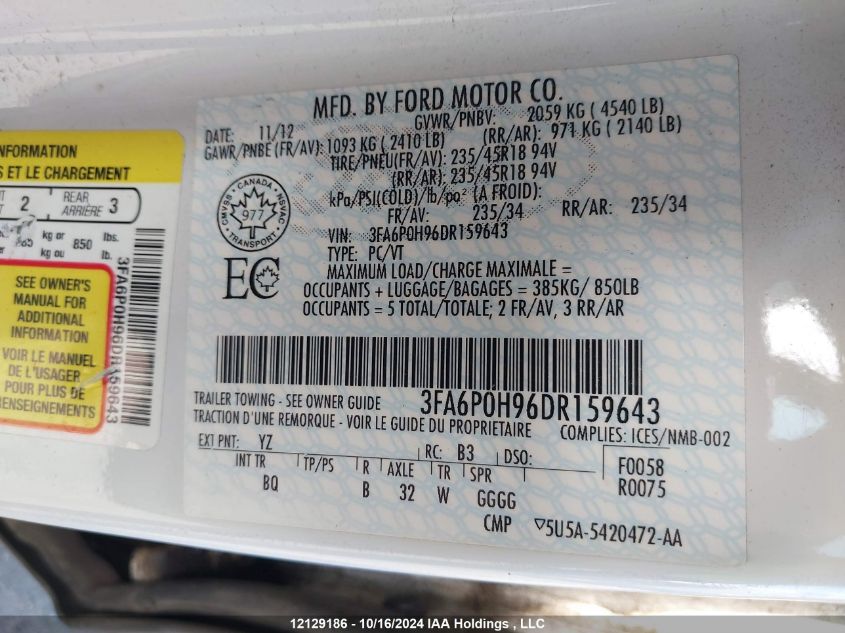 NFORMATION
S ET LE CHARGEMENT
2 REAR ARRIÈRE 3
kg or kg ou 850 lbs. lb.
SEE OWNER'S
MANUAL FOR
ADDITIONAL
INFORMATION
VOIR LE MANUEL
DE L'USAGER
POUR PLUS DE
RENSEIGNEMENTS
3FA6P0H96DR159643
MFD. BY FORD MOTOR CO.
DATE: 11/12 GVWR/PNBV: 2059 KG ( 4540 LB)
GAWR/PNBE (FR/AV): 1093 KG ( 2410 LB) (RR/AR): 971 KG ( 2140 LB)
TIRE/PNEU(FR/AV): 235/45R18 94V
(RR/AR): 235/45R18 94V
kPa/PSI(COLD)/lb/po² (A FROID):
FR/AV: 235/34 RR/AR: 235/34
CANADA
CMVSS 977 NSVAC
TRANSPORT
VIN: 3FA6P0H96DR159643
TYPE: PC/VT
EC
MAXIMUM LOAD/CHARGE MAXIMALE =
OCCUPANTS + LUGGAGE/BAGAGES = 385KG/ 850LB
OCCUPANTS = 5 TOTAL/TOTALE; 2 FR/AV, 3 RR/AR
TRAILER TOWING - SEE OWNER GUIDE 3FA6P0H96DR159643
TRACTION D'UNE REMORQUE - VOIR LE GUIDE DU PROPRIETAIRE COMPLIES: ICES/NMB-002
EXT PNT: YZ RC: B3 DSO: F0058
INT TR TP/PS R AXLE TR SPR R0075
BQ B 32 W GGGG
CMP ▽5U5A-5420472-AA
12129186 - 10/16/2024 IAA Holdings , LLC